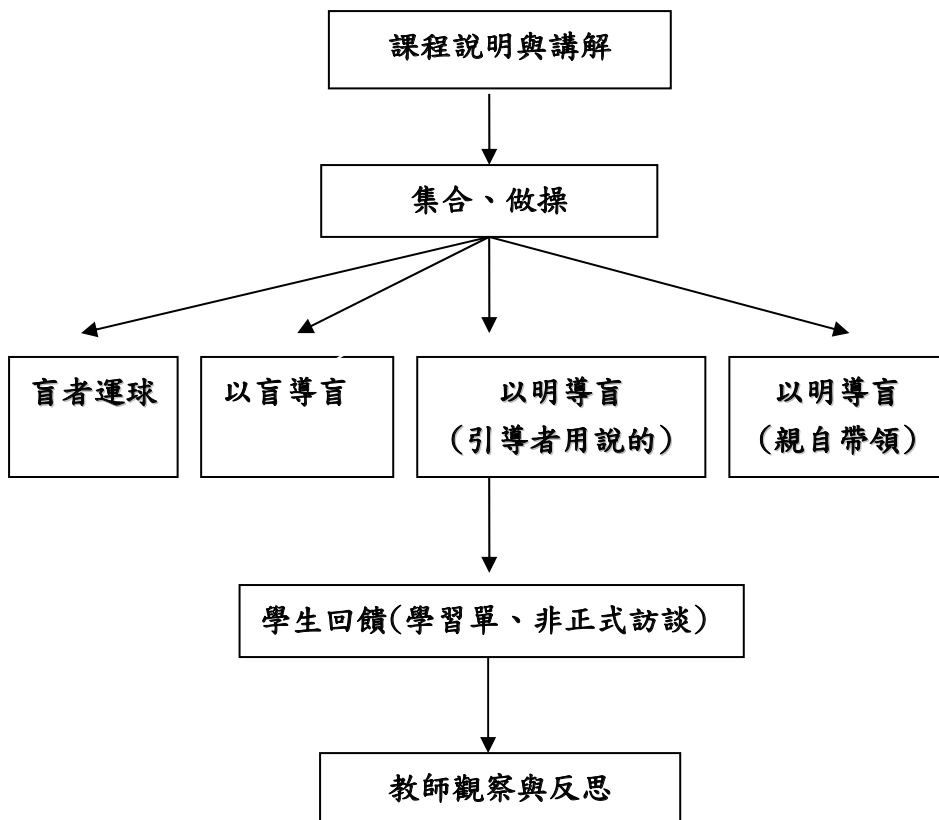 課程說明與講解
集合、做操
盲者運球
以盲導盲
以明導盲
(引導者用說的)
以明導盲
(親自帶領)
學生回饋(學習單、非正式訪談)
教師觀察與反思